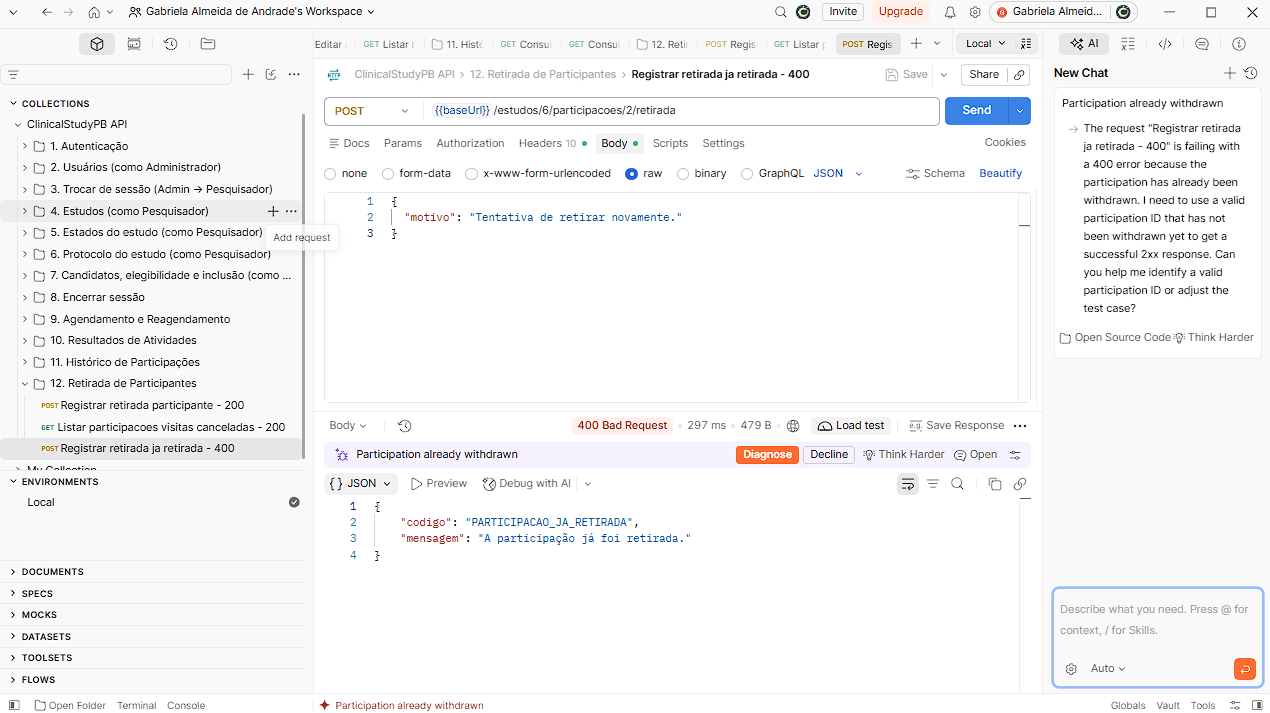 Gabriela Almeida de Andrade's Workspace
Invite
Upgrade
Gabriela Almeid...
Editar
GET Listar r
11. Histó
GET Consu
GET Consu
12. Retir
POST Regis
GET Listar p
POST Regis
Local
AI
ClinicalStudyPB API > 12. Retirada de Participantes > Registrar retirada ja retirada - 400
Save
Share
New Chat
COLLECTIONS
ClinicalStudyPB API
1. Autenticação
2. Usuários (como Administrador)
3. Trocar de sessão (Admin → Pesquisador)
4. Estudos (como Pesquisador)
Add request
5. Estados do estudo (como Pesquisador)
6. Protocolo do estudo (como Pesquisador)
7. Candidatos, elegibilidade e inclusão (como ...
8. Encerrar sessão
9. Agendamento e Reagendamento
10. Resultados de Atividades
11. Histórico de Participações
12. Retirada de Participantes
POST Registrar retirada participante - 200
GET Listar participacoes visitas canceladas - 200
POST Registrar retirada ja retirada - 400
My Collection
ENVIRONMENTS
Local
DOCUMENTS
SPECS
MOCKS
DATASETS
TOOLSETS
FLOWS
POST
{{baseUrl}} /estudos/6/participacoes/2/retirada
Send
Docs
Params
Authorization
Headers 10
Body
Scripts
Settings
Cookies
none
form-data
x-www-form-urlencoded
raw
binary
GraphQL
JSON
Schema
Beautify
1 {
2 "motivo": "Tentativa de retirar novamente."
3 }
Body
400 Bad Request
297 ms
479 B
Load test
e.g. Save Response
Participation already withdrawn
Diagnose
Decline
Think Harder
Open
{} JSON
Preview
Debug with AI
1 {
2 "codigo": "PARTICIPACAO_JA_RETIRADA",
3 "mensagem": "A participação já foi retirada."
4 }
Participation already withdrawn
The request "Registrar retirada
ja retirada - 400" is failing with
a 400 error because the
participation has already been
withdrawn. I need to use a valid
participation ID that has not
been withdrawn yet to get a
successful 2xx response. Can
you help me identify a valid
participation ID or adjust the
test case?
Open Source Code
Think Harder
Describe what you need. Press @ for
context, / for Skills.
Auto
Open Folder
Terminal
Console
Participation already withdrawn
Globals
Vault
Tools